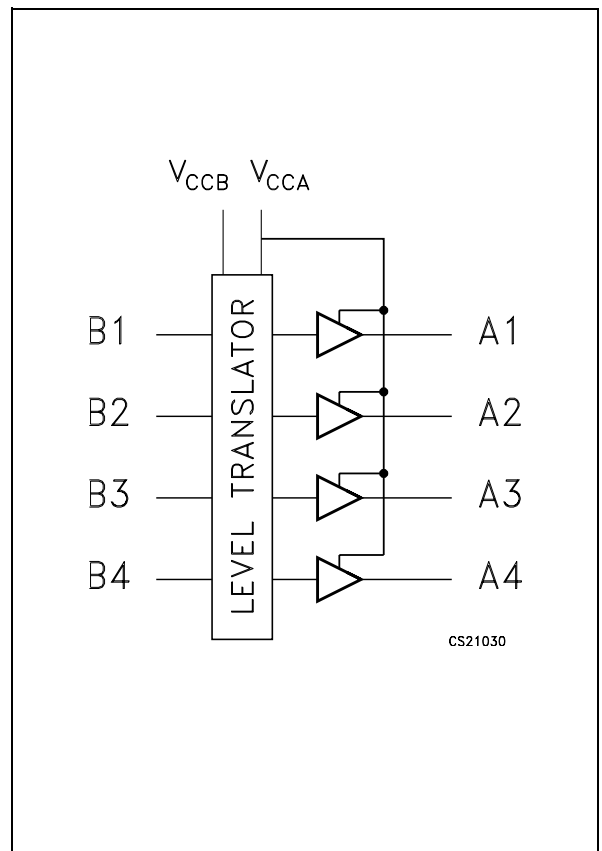 VCCB VCCA
B1 A1
B2 A2
B3 A3
B4 A4
LEVEL TRANSLATOR
CS21030